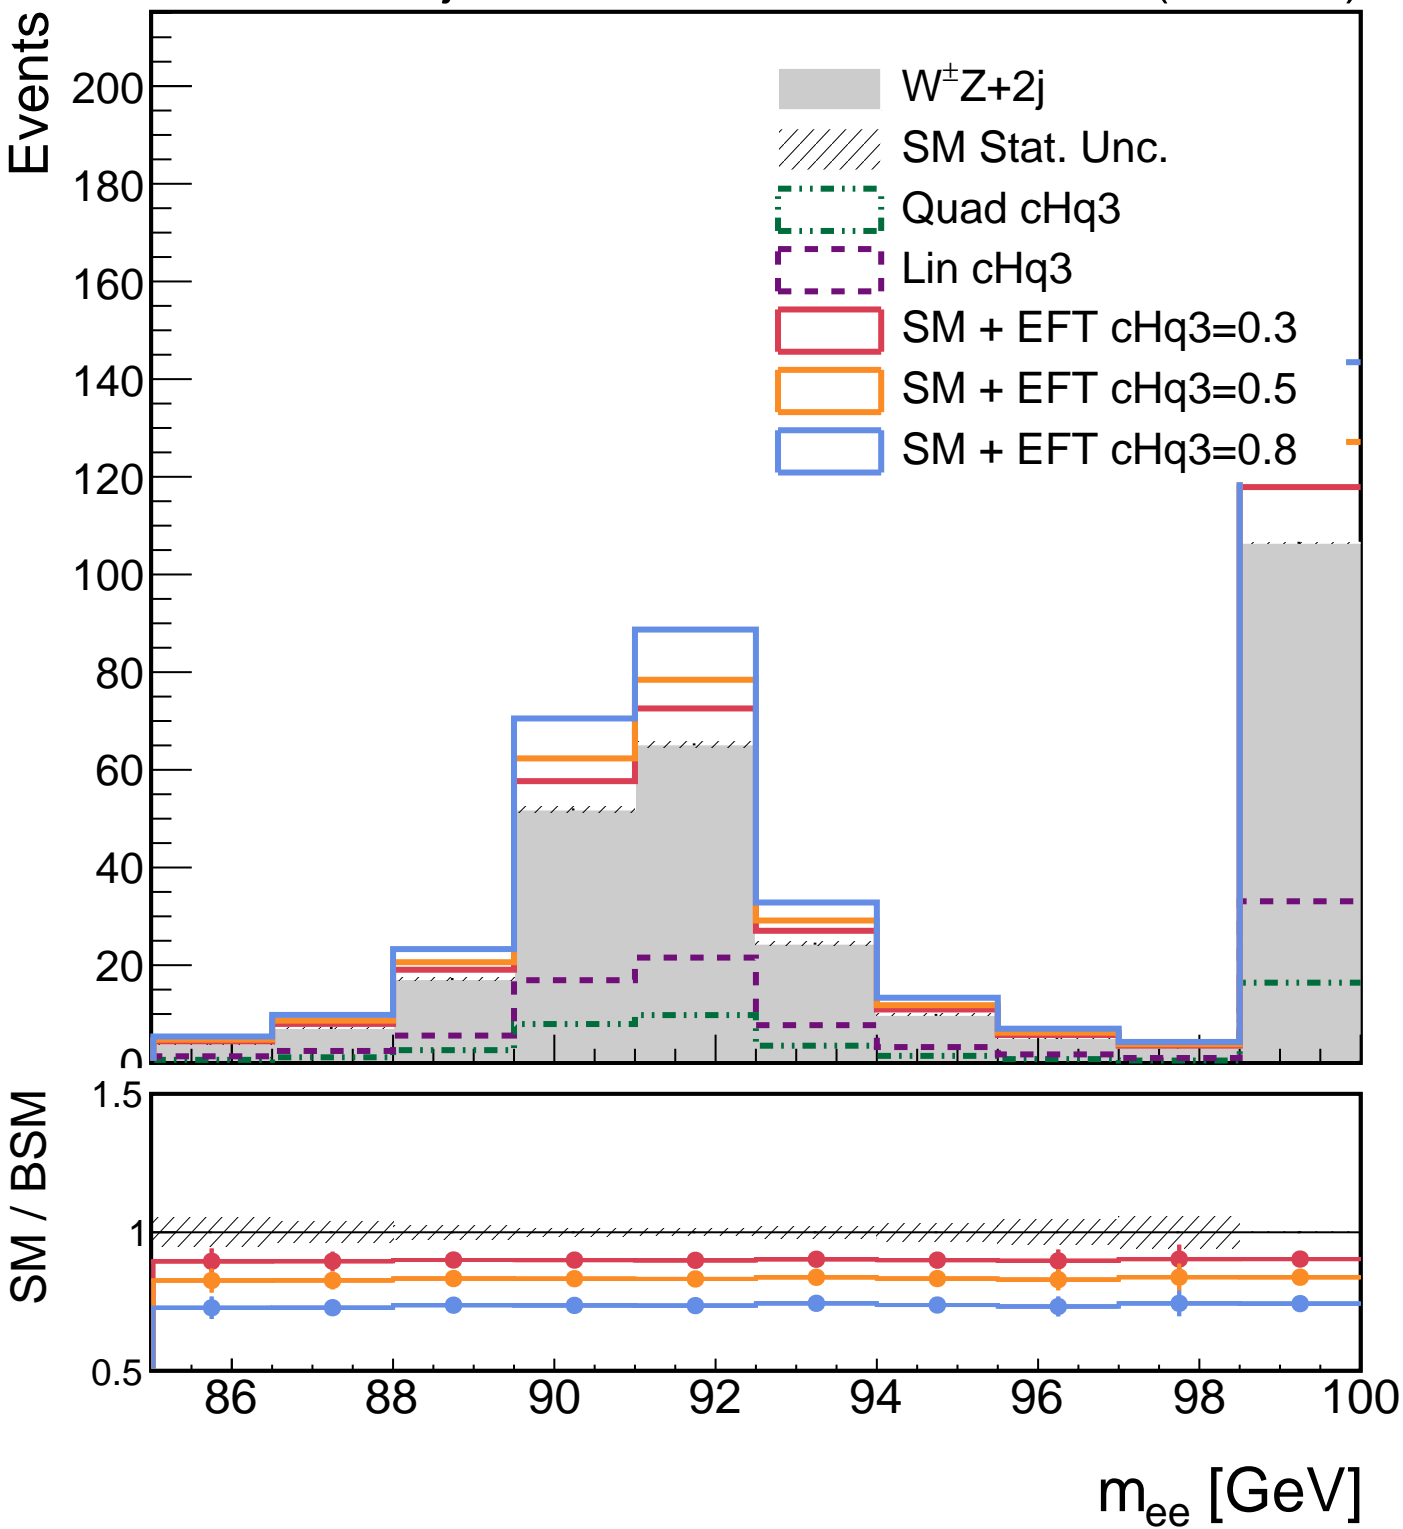 Events
200
180
160
140
120
100
80
60
40
20
0
W±Z+2j
SM Stat. Unc.
Quad cHq3
Lin cHq3
SM + EFT cHq3=0.3
SM + EFT cHq3=0.5
SM + EFT cHq3=0.8
SM / BSM
1.5
1
0.5
86 88 90 92 94 96 98 100
mee [GeV]